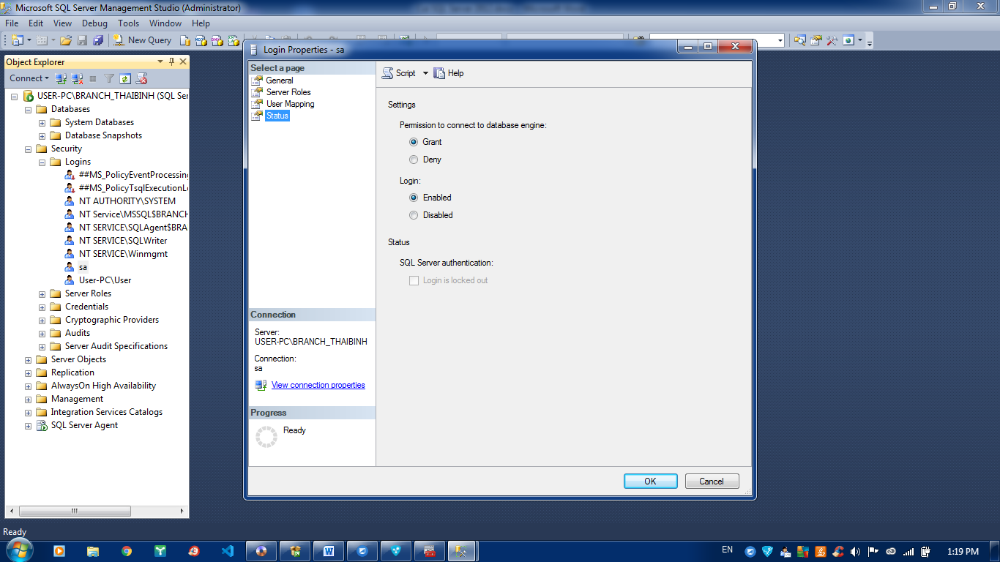 Microsoft SQL Server Management Studio (Administrator)
File Edit View Debug Tools Window Help
New Query
Object Explorer
Connect
USER-PC\BRANCH_THAIBINH (SQL Ser
Databases
System Databases
Database Snapshots
Security
Logins
##MS_PolicyEventProcessing
##MS_PolicyTsqlExecutionLo
NT AUTHORITY\SYSTEM
NT Service\MSSQL$BRANCH
NT SERVICE\SQLAgent$BRA
NT SERVICE\SQLWriter
NT SERVICE\Winmgmt
sa
User-PC\User
Server Roles
Credentials
Cryptographic Providers
Audits
Server Audit Specifications
Server Objects
Replication
AlwaysOn High Availability
Management
Integration Services Catalogs
SQL Server Agent
Login Properties - sa
Select a page
General
Server Roles
User Mapping
Status
Connection
Server:
USER-PC\BRANCH_THAIBINH
Connection:
sa
View connection properties
Progress
Ready
Script Help
Settings
Permission to connect to database engine:
Grant
Deny
Login:
Enabled
Disabled
Status
SQL Server authentication:
Login is locked out
OK Cancel
Ready
EN 1:19 PM